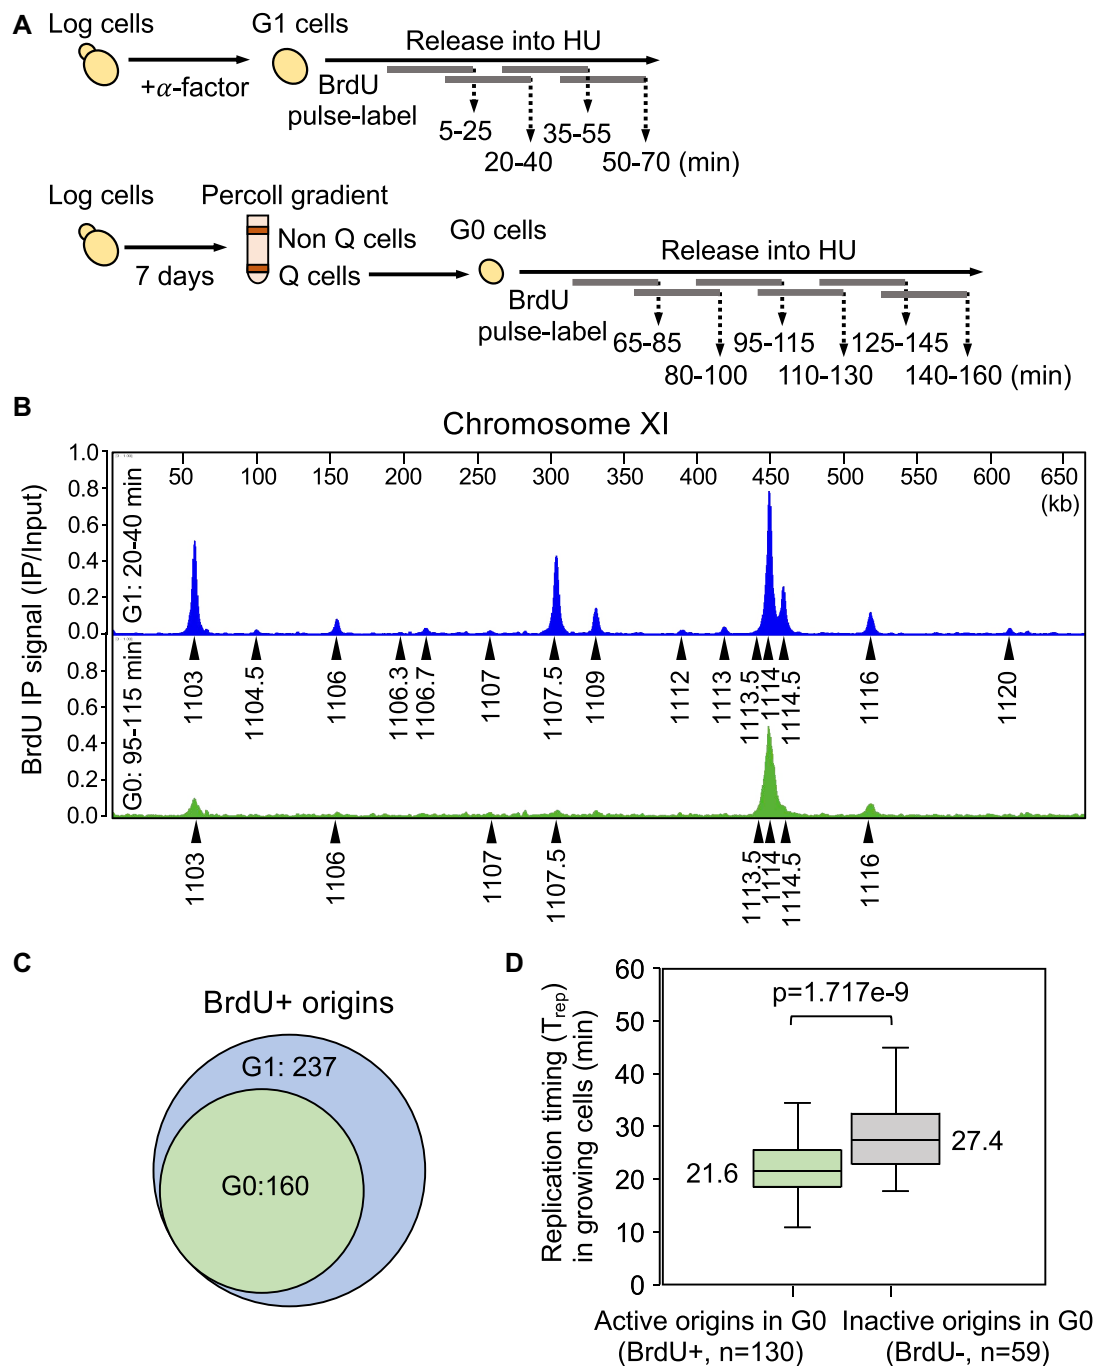 A
Log cells
G1 cells
Release into HU
+α-factor
BrdU
pulse-label
5-25
35-55
20-40
50-70 (min)
Log cells
Percoll gradient
Non Q cells
Q cells
7 days
G0 cells
Release into HU
BrdU
pulse-label
65-85
95-115
125-145
80-100
110-130
140-160 (min)
B
Chromosome XI
BrdU IP signal (IP/Input)
1.0
0.8
0.6
0.4
0.2
0.0
0.8
0.6
0.4
0.2
0.0
50
100
150
200
250
300
350
400
450
500
550
600
650
(kb)
G1: 20-40 min
1103
1104.5
1106
1106.3
1106.7
1107
1107.5
1109
1112
1113
1113.5
1114
1114.5
1116
1120
G0: 95-115 min
1103
1106
1107
1107.5
1113.5
1114
1114.5
1116
C
BrdU+ origins
G1: 237
G0:160
D
Replication timing (Trep)
in growing cells (min)
60
50
40
30
20
10
0
p=1.717e-9
21.6
27.4
Active origins in G0
(BrdU+, n=130)
Inactive origins in G0
(BrdU-, n=59)